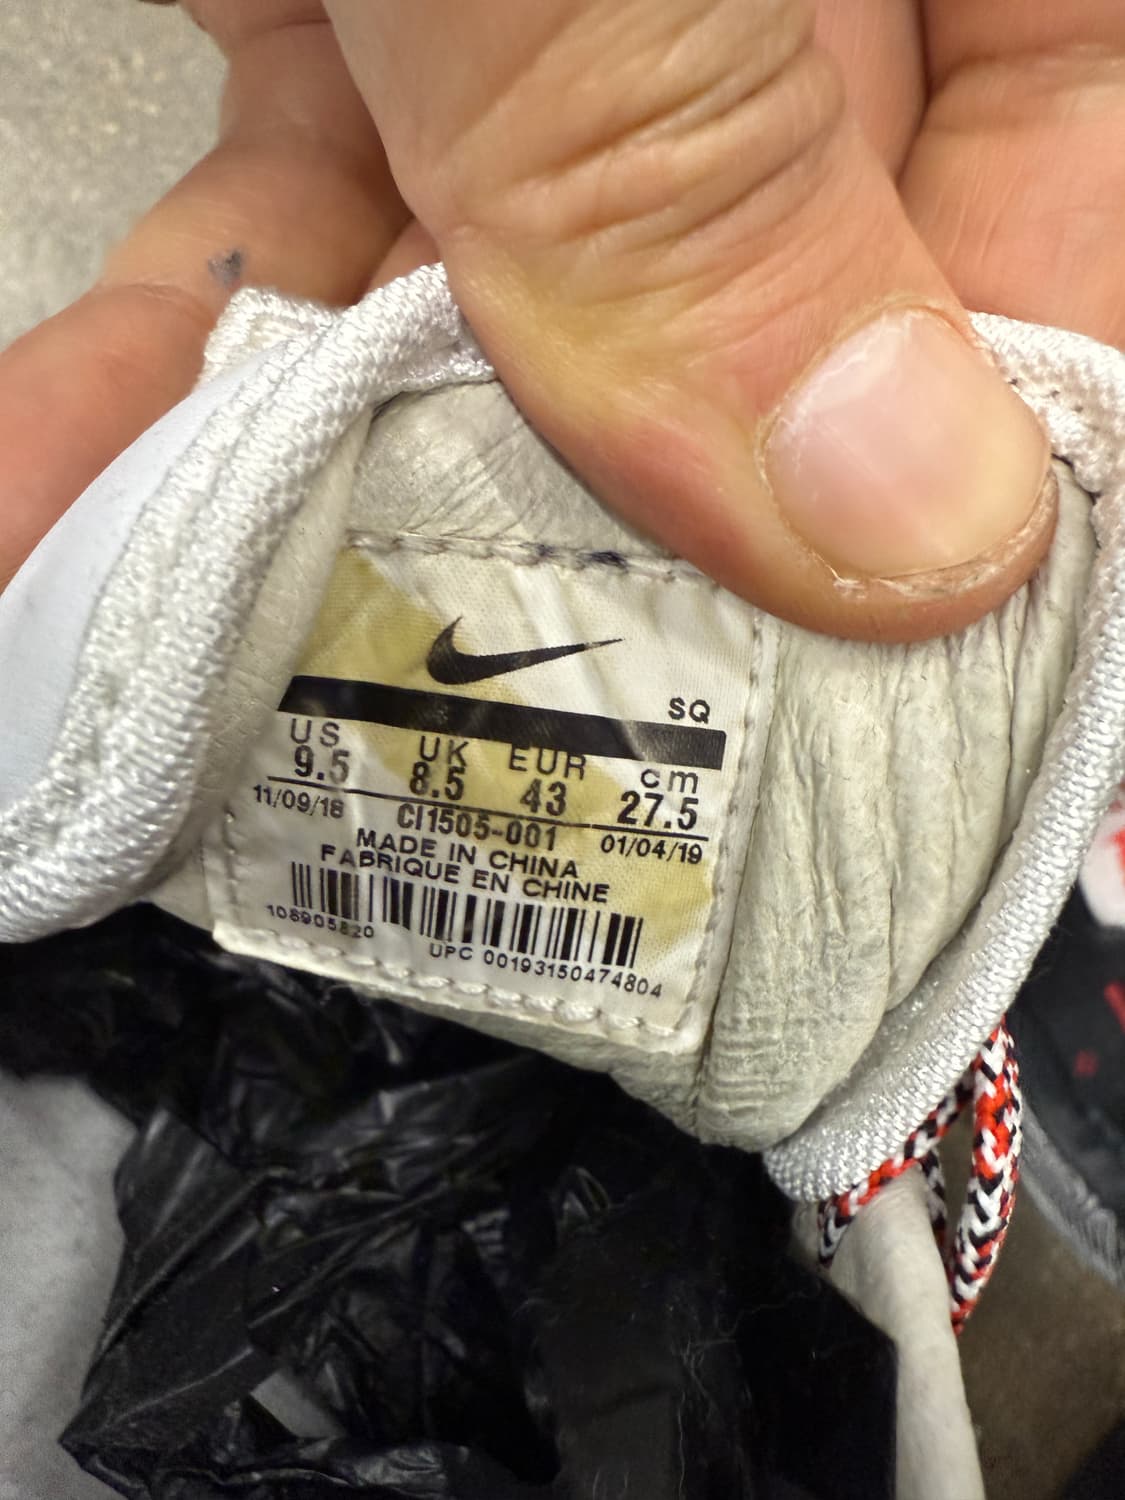 SQ
US UK EUR cm
9.5 8.5 43 27.5
11/09/18 CI1505-001 01/04/19
MADE IN CHINA
FABRIQUE EN CHINE
108905820
UPC 00193150474804